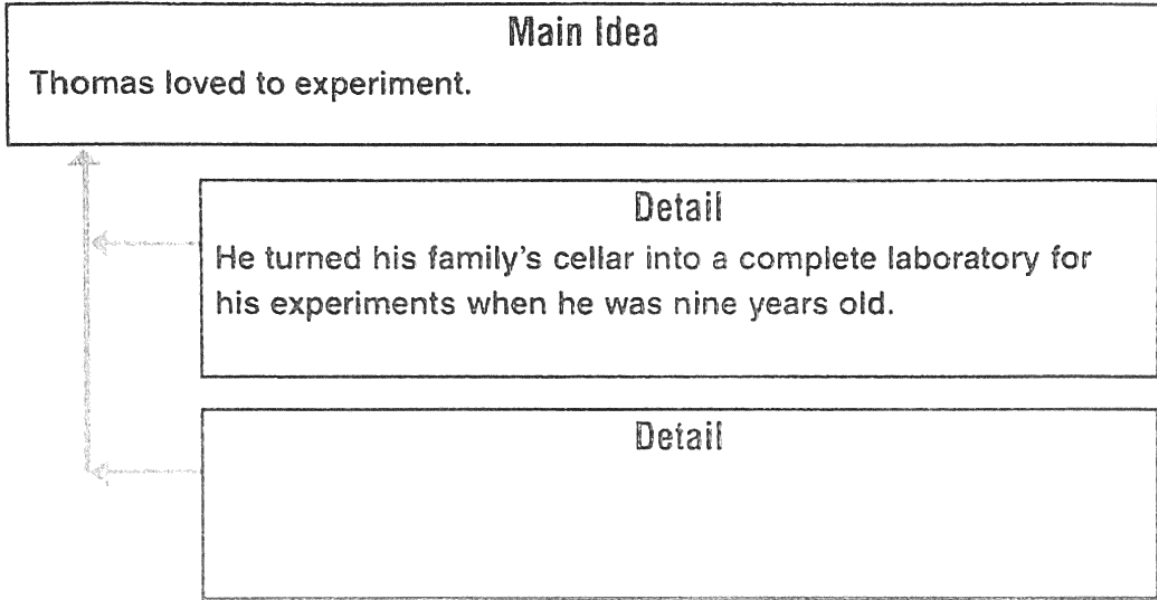 Main Idea
Thomas loved to experiment.
Detail
He turned his family's cellar into a complete laboratory for
his experiments when he was nine years old.
Detail